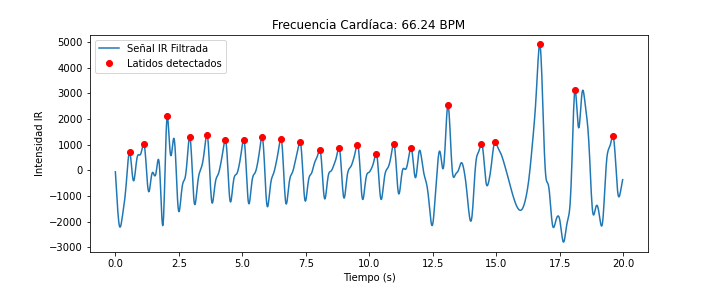 Frecuencia Cardíaca: 66.24 BPM
Señal IR Filtrada
Latidos detectados
Intensidad IR
5000
4000
3000
2000
1000
0
−1000
−2000
−3000
0.0 2.5 5.0 7.5 10.0 12.5 15.0 17.5 20.0
Tiempo (s)